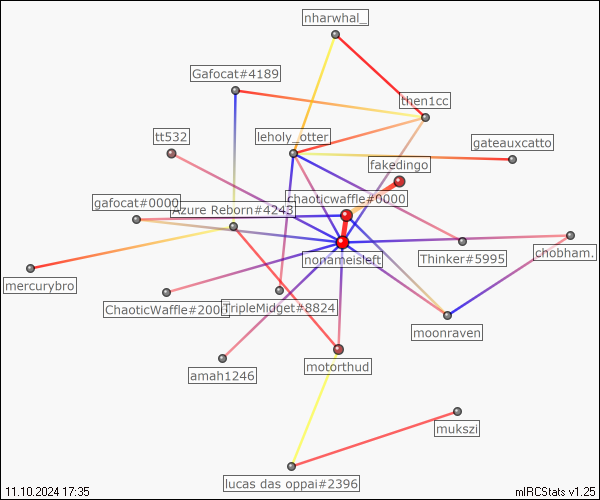 nharwhal_
Gafocat#4189
then1cc
tt532
leholy_otter
gateauxcatto
fakedingo
chaoticwaffle#0000
gafocat#0000
Azure Reborn#4243
nonameisleft
Thinker#5995
chobham.
mercurybro
ChaoticWaffle#200
TripleMidget#8824
moonraven
motorthud
amah1246
mukszi
lucas das oppai#2396
11.10.2024 17:35
mIRCStats v1.25